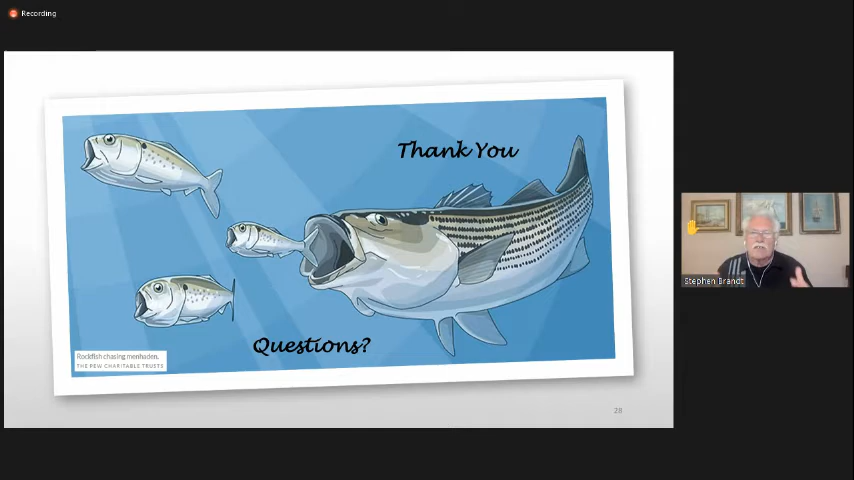 Recording
Thank You
Questions?
Rockfish chasing menhaden.
THE PEW CHARITABLE TRUSTS
28
Stephen Brandt